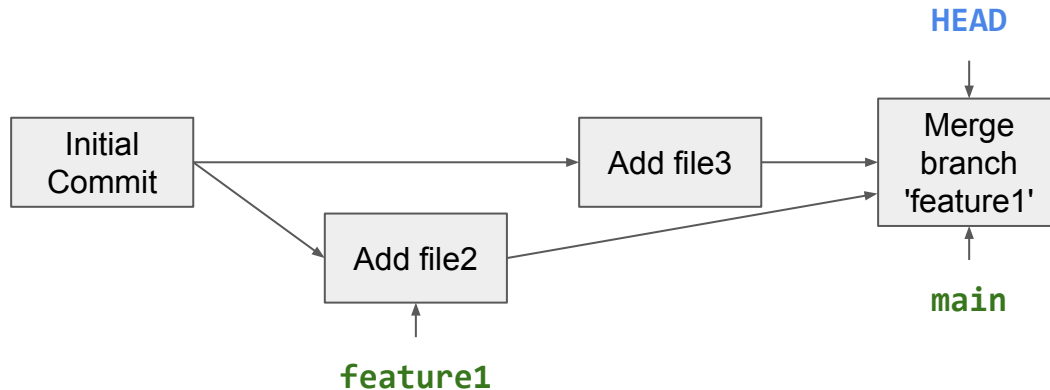 HEAD
Initial
Commit
Add file3
Merge
branch
'feature1'
Add file2
main
feature1